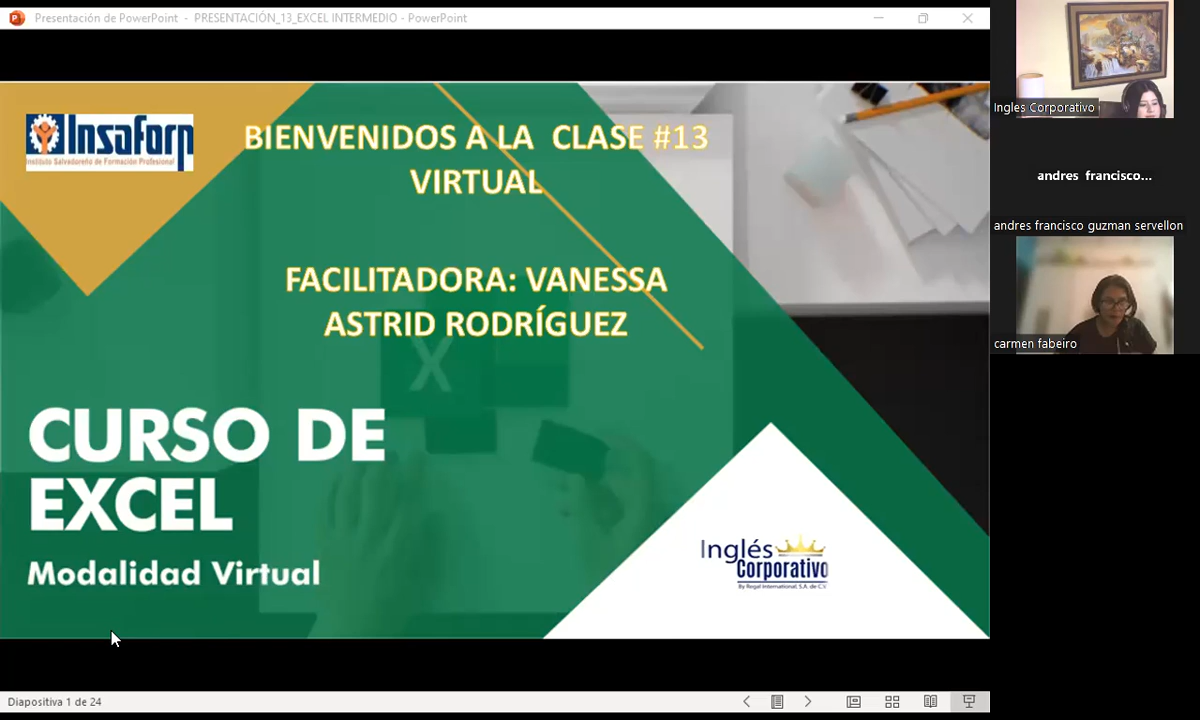 Presentación de PowerPoint - PRESENTACIÓN_13_EXCEL INTERMEDIO - PowerPoint
Insaforp
Instituto Salvadoreño de Formación Profesional
BIENVENIDOS A LA CLASE #13
VIRTUAL
FACILITADORA: VANESSA
ASTRID RODRÍGUEZ
X
CURSO DE
EXCEL
Modalidad Virtual
Inglés
Corporativo
By Regal International, S.A. de C.V.
Diapositiva 1 de 24
Ingles Corporativo
andres francisco...
andres francisco guzman servellon
carmen fabeiro